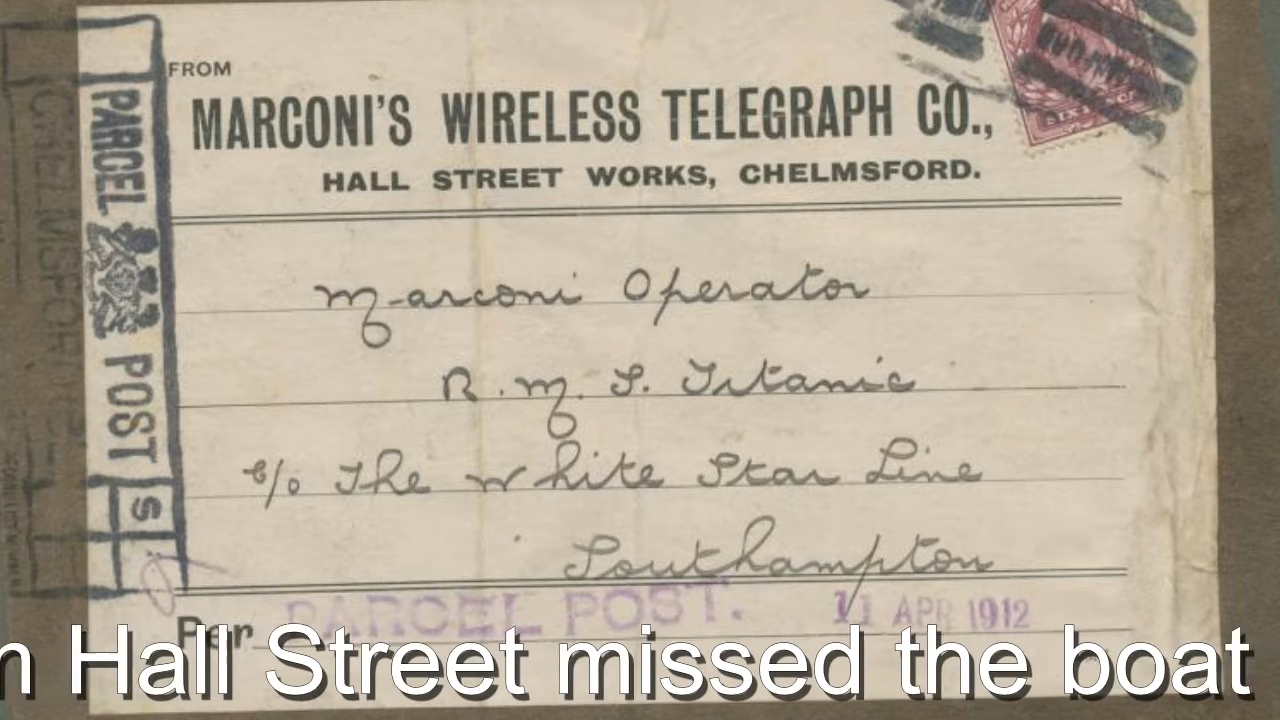 FROM
MARCONI'S WIRELESS TELEGRAPH CO.,
HALL STREET WORKS, CHELMSFORD.
Marconi Operator
R.M.S. Titanic
c/o The White Star Line
Southampton
Per PARCEL POST. 11 APR 1912
PARCEL POST
S
n Hall Street missed the boat